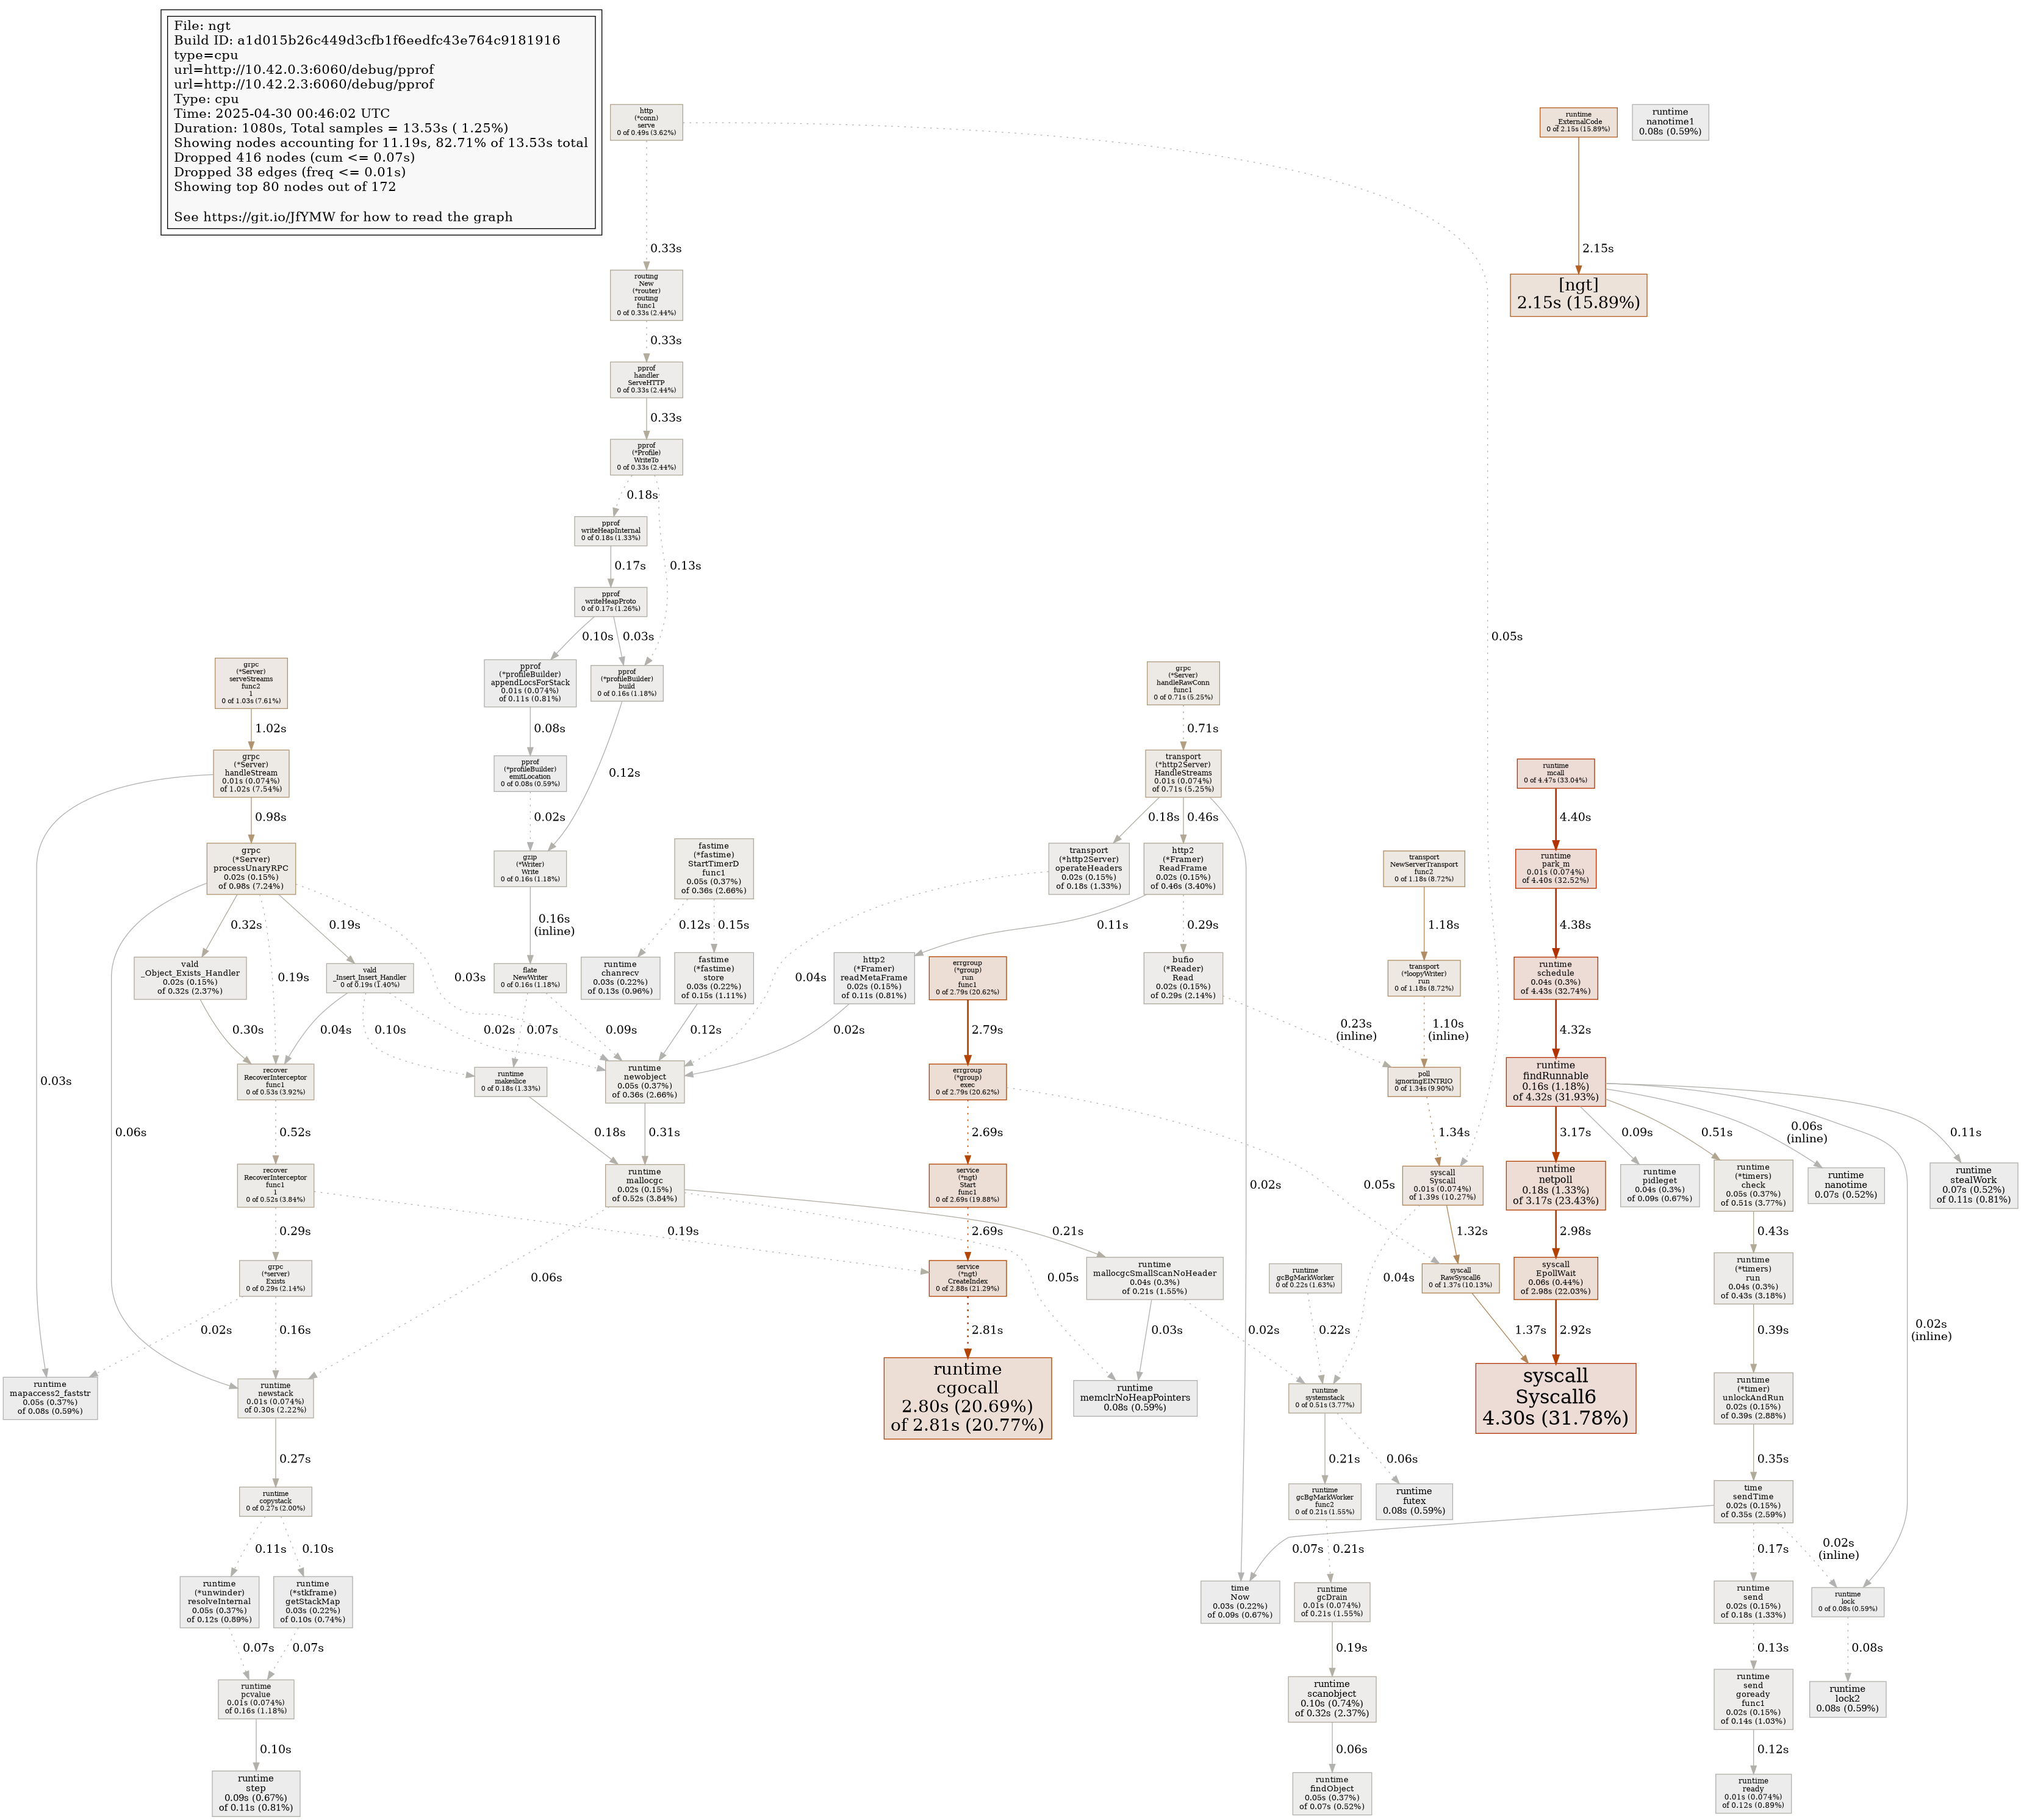 File: ngt
Build ID: a1d015b26c449d3cfb1f6eedfc43e764c9181916
type=cpu
url=http://10.42.0.3:6060/debug/pprof
url=http://10.42.2.3:6060/debug/pprof
Type: cpu
Time: 2025-04-30 00:46:02 UTC
Duration: 1080s, Total samples = 13.53s ( 1.25%)
Showing nodes accounting for 11.19s, 82.71% of 13.53s total
Dropped 416 nodes (cum <= 0.07s)
Dropped 38 edges (freq <= 0.01s)
Showing top 80 nodes out of 172
See https://git.io/JfYMW for how to read the graph
http
(*conn)
serve
0 of 0.49s (3.62%)
runtime
_ExternalCode
0 of 2.15s (15.89%)
runtime
nanotime1
0.08s (0.59%)
0.33s
2.15s
routing
New
(*router)
routing
func1
0 of 0.33s (2.44%)
[ngt]
2.15s (15.89%)
0.33s
pprof
handler
ServeHTTP
0 of 0.33s (2.44%)
0.33s
pprof
(*Profile)
WriteTo
0 of 0.33s (2.44%)
0.18s
pprof
writeHeapInternal
0 of 0.18s (1.33%)
0.17s
0.13s
pprof
writeHeapProto
0 of 0.17s (1.26%)
0.10s
0.03s
0.05s
grpc
(*Server)
serveStreams
func2
1
0 of 1.03s (7.61%)
pprof
(*profileBuilder)
appendLocsForStack
0.01s (0.074%)
of 0.11s (0.81%)
pprof
(*profileBuilder)
build
0 of 0.16s (1.18%)
grpc
(*Server)
handleRawConn
func1
0 of 0.71s (5.25%)
1.02s
0.08s
0.71s
grpc
(*Server)
handleStream
0.01s (0.074%)
of 1.02s (7.54%)
pprof
(*profileBuilder)
emitLocation
0 of 0.08s (0.59%)
0.12s
transport
(*http2Server)
HandleStreams
0.01s (0.074%)
of 0.71s (5.25%)
runtime
mcall
0 of 4.47s (33.04%)
0.98s
0.02s
0.18s
0.46s
4.40s
grpc
(*Server)
processUnaryRPC
0.02s (0.15%)
of 0.98s (7.24%)
gzip
(*Writer)
Write
0 of 0.16s (1.18%)
fastime
(*fastime)
StartTimerD
func1
0.05s (0.37%)
of 0.36s (2.66%)
transport
(*http2Server)
operateHeaders
0.02s (0.15%)
of 0.18s (1.33%)
http2
(*Framer)
ReadFrame
0.02s (0.15%)
of 0.46s (3.40%)
transport
NewServerTransport
func2
0 of 1.18s (8.72%)
runtime
park_m
0.01s (0.074%)
of 4.40s (32.52%)
0.32s
0.19s
0.16s
(inline)
0.12s
0.15s
0.11s
0.29s
1.18s
4.38s
vald
_Object_Exists_Handler
0.02s (0.15%)
of 0.32s (2.37%)
0.19s
vald
_Insert_Insert_Handler
0 of 0.19s (1.40%)
0.03s
flate
NewWriter
0 of 0.16s (1.18%)
runtime
chanrecv
0.03s (0.22%)
of 0.13s (0.96%)
fastime
(*fastime)
store
0.03s (0.22%)
of 0.15s (1.11%)
0.04s
http2
(*Framer)
readMetaFrame
0.02s (0.15%)
of 0.11s (0.81%)
errgroup
(*group)
run
func1
0 of 2.79s (20.62%)
bufio
(*Reader)
Read
0.02s (0.15%)
of 0.29s (2.14%)
transport
(*loopyWriter)
run
0 of 1.18s (8.72%)
runtime
schedule
0.04s (0.3%)
of 4.43s (32.74%)
0.30s
0.04s
0.10s
0.02s
0.07s
0.09s
0.12s
0.02s
2.79s
0.23s
(inline)
1.10s
(inline)
4.32s
0.03s
recover
RecoverInterceptor
func1
0 of 0.53s (3.92%)
runtime
makeslice
0 of 0.18s (1.33%)
runtime
newobject
0.05s (0.37%)
of 0.36s (2.66%)
errgroup
(*group)
exec
0 of 2.79s (20.62%)
poll
ignoringEINTRIO
0 of 1.34s (9.90%)
runtime
findRunnable
0.16s (1.18%)
of 4.32s (31.93%)
0.06s
0.52s
0.18s
0.31s
2.69s
1.34s
3.17s
0.09s
0.51s
0.06s
(inline)
0.11s
recover
RecoverInterceptor
func1
1
0 of 0.52s (3.84%)
runtime
mallocgc
0.02s (0.15%)
of 0.52s (3.84%)
service
(*ngt)
Start
func1
0 of 2.69s (19.88%)
0.02s
0.05s
syscall
Syscall
0.01s (0.074%)
of 1.39s (10.27%)
runtime
netpoll
0.18s (1.33%)
of 3.17s (23.43%)
runtime
pidleget
0.04s (0.3%)
of 0.09s (0.67%)
runtime
(*timers)
check
0.05s (0.37%)
of 0.51s (3.77%)
runtime
nanotime
0.07s (0.52%)
runtime
stealWork
0.07s (0.52%)
of 0.11s (0.81%)
0.29s
0.19s
0.21s
2.69s
1.32s
2.98s
0.43s
grpc
(*server)
Exists
0 of 0.29s (2.14%)
0.06s
service
(*ngt)
CreateIndex
0 of 2.88s (21.29%)
0.05s
runtime
mallocgcSmallScanNoHeader
0.04s (0.3%)
of 0.21s (1.55%)
runtime
gcBgMarkWorker
0 of 0.22s (1.63%)
0.04s
syscall
RawSyscall6
0 of 1.37s (10.13%)
syscall
EpollWait
0.06s (0.44%)
of 2.98s (22.03%)
runtime
(*timers)
run
0.04s (0.3%)
of 0.43s (3.18%)
0.02s
0.16s
2.81s
0.03s
0.02s
0.22s
1.37s
2.92s
0.39s
0.02s
(inline)
runtime
mapaccess2_faststr
0.05s (0.37%)
of 0.08s (0.59%)
runtime
newstack
0.01s (0.074%)
of 0.30s (2.22%)
runtime
cgocall
2.80s (20.69%)
of 2.81s (20.77%)
runtime
memclrNoHeapPointers
0.08s (0.59%)
runtime
systemstack
0 of 0.51s (3.77%)
syscall
Syscall6
4.30s (31.78%)
runtime
(*timer)
unlockAndRun
0.02s (0.15%)
of 0.39s (2.88%)
0.27s
0.21s
0.06s
0.35s
runtime
copystack
0 of 0.27s (2.00%)
runtime
gcBgMarkWorker
func2
0 of 0.21s (1.55%)
runtime
futex
0.08s (0.59%)
time
sendTime
0.02s (0.15%)
of 0.35s (2.59%)
0.11s
0.10s
0.07s
0.21s
0.17s
0.02s
(inline)
runtime
(*unwinder)
resolveInternal
0.05s (0.37%)
of 0.12s (0.89%)
runtime
(*stkframe)
getStackMap
0.03s (0.22%)
of 0.10s (0.74%)
time
Now
0.03s (0.22%)
of 0.09s (0.67%)
runtime
gcDrain
0.01s (0.074%)
of 0.21s (1.55%)
runtime
send
0.02s (0.15%)
of 0.18s (1.33%)
runtime
lock
0 of 0.08s (0.59%)
0.07s
0.07s
0.19s
0.13s
0.08s
runtime
pcvalue
0.01s (0.074%)
of 0.16s (1.18%)
runtime
scanobject
0.10s (0.74%)
of 0.32s (2.37%)
runtime
send
goready
func1
0.02s (0.15%)
of 0.14s (1.03%)
runtime
lock2
0.08s (0.59%)
0.10s
0.06s
0.12s
runtime
step
0.09s (0.67%)
of 0.11s (0.81%)
runtime
findObject
0.05s (0.37%)
of 0.07s (0.52%)
runtime
ready
0.01s (0.074%)
of 0.12s (0.89%)